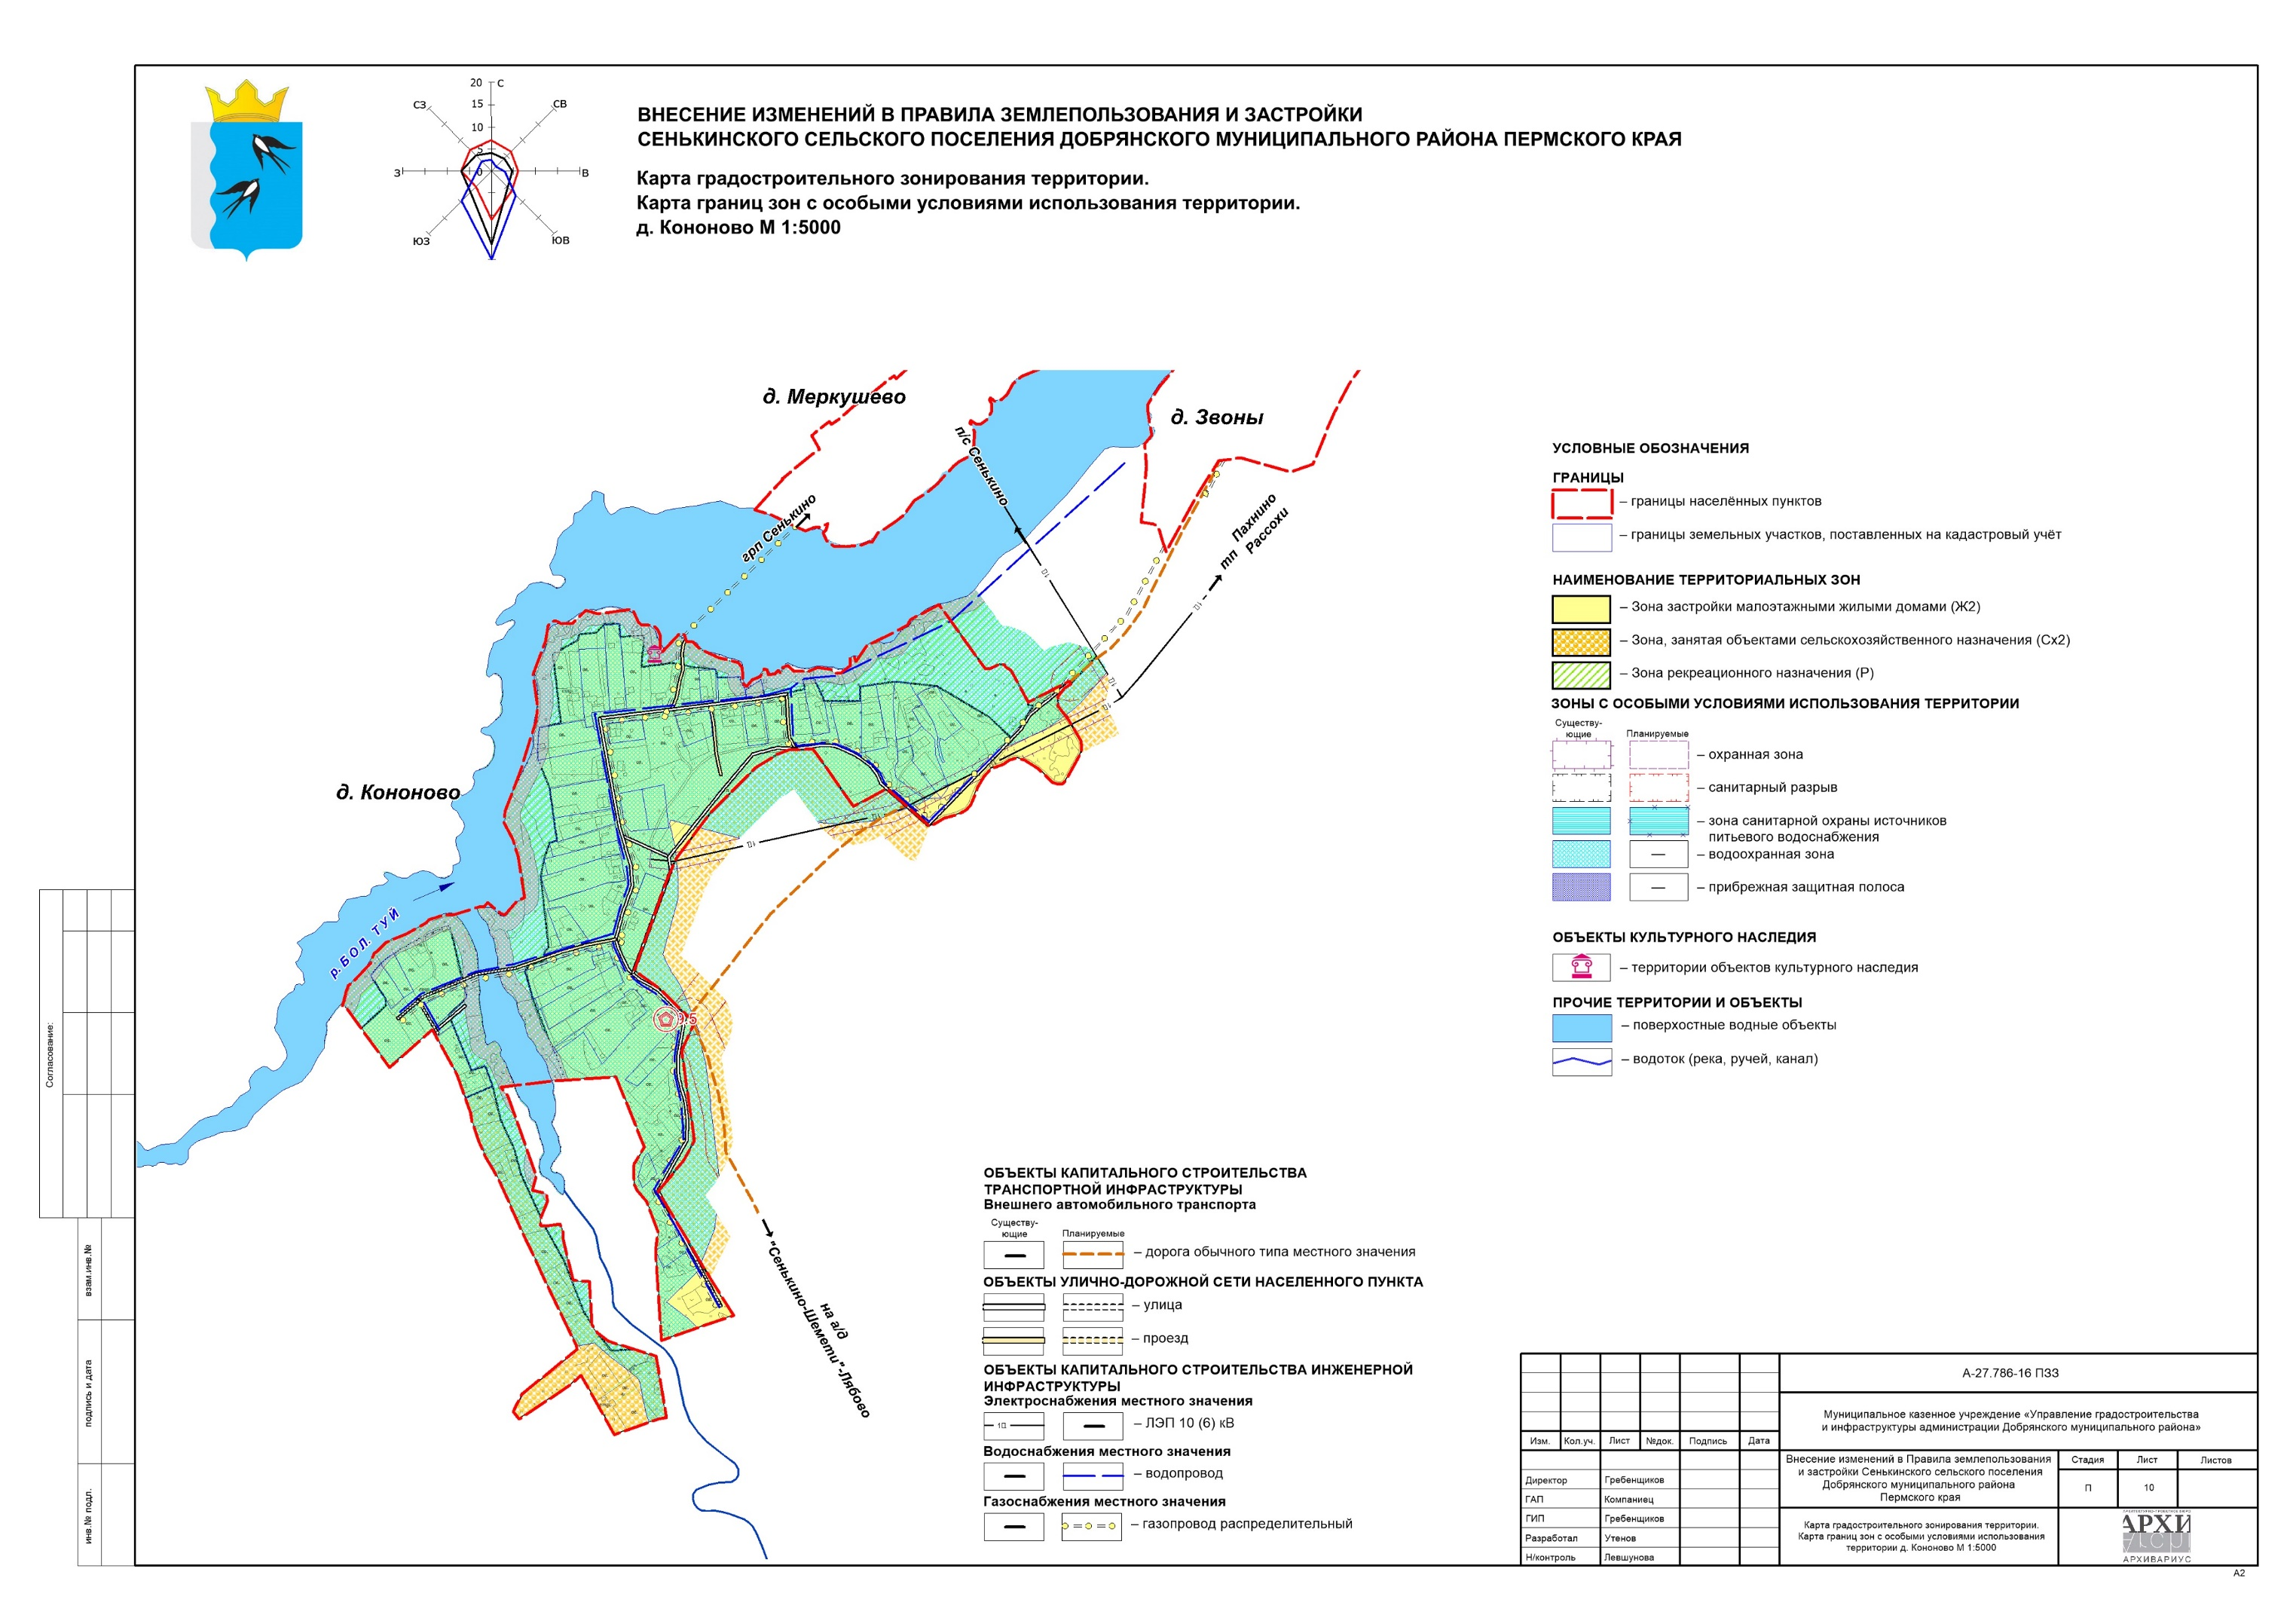 20
С
15
10
5
0
СЗ
СВ
З
В
ЮЗ
ЮВ
ВНЕСЕНИЕ ИЗМЕНЕНИЙ В ПРАВИЛА ЗЕМЛЕПОЛЬЗОВАНИЯ И ЗАСТРОЙКИ
СЕНЬКИНСКОГО СЕЛЬСКОГО ПОСЕЛЕНИЯ ДОБРЯНСКОГО МУНИЦИПАЛЬНОГО РАЙОНА ПЕРМСКОГО КРАЯ
Карта градостроительного зонирования территории.
Карта границ зон с особыми условиями использования территории.
д. Кононово М 1:5000
д. Меркушево
д. Звоны
п/с Сенькино
грп Сенькино
тп Пахнино
Рассохи
д. Кононово
р. БОЛ. ТУЙ
на а/д
"Сенькино-Шемети"-Лябово
УСЛОВНЫЕ ОБОЗНАЧЕНИЯ
ГРАНИЦЫ
– границы населённых пунктов
– границы земельных участков, поставленных на кадастровый учёт
НАИМЕНОВАНИЕ ТЕРРИТОРИАЛЬНЫХ ЗОН
– Зона застройки малоэтажными жилыми домами (Ж2)
– Зона, занятая объектами сельскохозяйственного назначения (Сх2)
– Зона рекреационного назначения (Р)
ЗОНЫ С ОСОБЫМИ УСЛОВИЯМИ ИСПОЛЬЗОВАНИЯ ТЕРРИТОРИИ
Существу-
ющие
Планируемые
– охранная зона
– санитарный разрыв
– зона санитарной охраны источников
питьевого водоснабжения
– водоохранная зона
– прибрежная защитная полоса
ОБЪЕКТЫ КУЛЬТУРНОГО НАСЛЕДИЯ
– территории объектов культурного наследия
ПРОЧИЕ ТЕРРИТОРИИ И ОБЪЕКТЫ
– поверхостные водные объекты
– водоток (река, ручей, канал)
ОБЪЕКТЫ КАПИТАЛЬНОГО СТРОИТЕЛЬСТВА
ТРАНСПОРТНОЙ ИНФРАСТРУКТУРЫ
Внешнего автомобильного транспорта
Существу-
ющие
Планируемые
– дорога обычного типа местного значения
ОБЪЕКТЫ УЛИЧНО-ДОРОЖНОЙ СЕТИ НАСЕЛЕННОГО ПУНКТА
– улица
– проезд
ОБЪЕКТЫ КАПИТАЛЬНОГО СТРОИТЕЛЬСТВА ИНЖЕНЕРНОЙ
ИНФРАСТРУКТУРЫ
Электроснабжения местного значения
– ЛЭП 10 (6) кВ
Водоснабжения местного значения
– водопровод
Газоснабжения местного значения
– газопровод распределительный
Согласование:
взам.инв.№
подпись и дата
инв.№ подл.
А-27.786-16 ПЗЗ
Муниципальное казенное учреждение «Управление градостроительства
и инфраструктуры администрации Добрянского муниципального района»
Изм. Кол.уч. Лист №док. Подпись Дата
Внесение изменений в Правила землепользования
и застройки Сенькинского сельского поселения
Добрянского муниципального района
Пермского края
Стадия Лист Листов
П 10
Директор Гребенщиков
ГАП Компаниец
ГИП Гребенщиков
Разработал Утенов
Н/контроль Левшунова
Карта градостроительного зонирования территории.
Карта границ зон с особыми условиями использования
территории д. Кононово М 1:5000
АРХИ
АРХИВАРИУС
А2